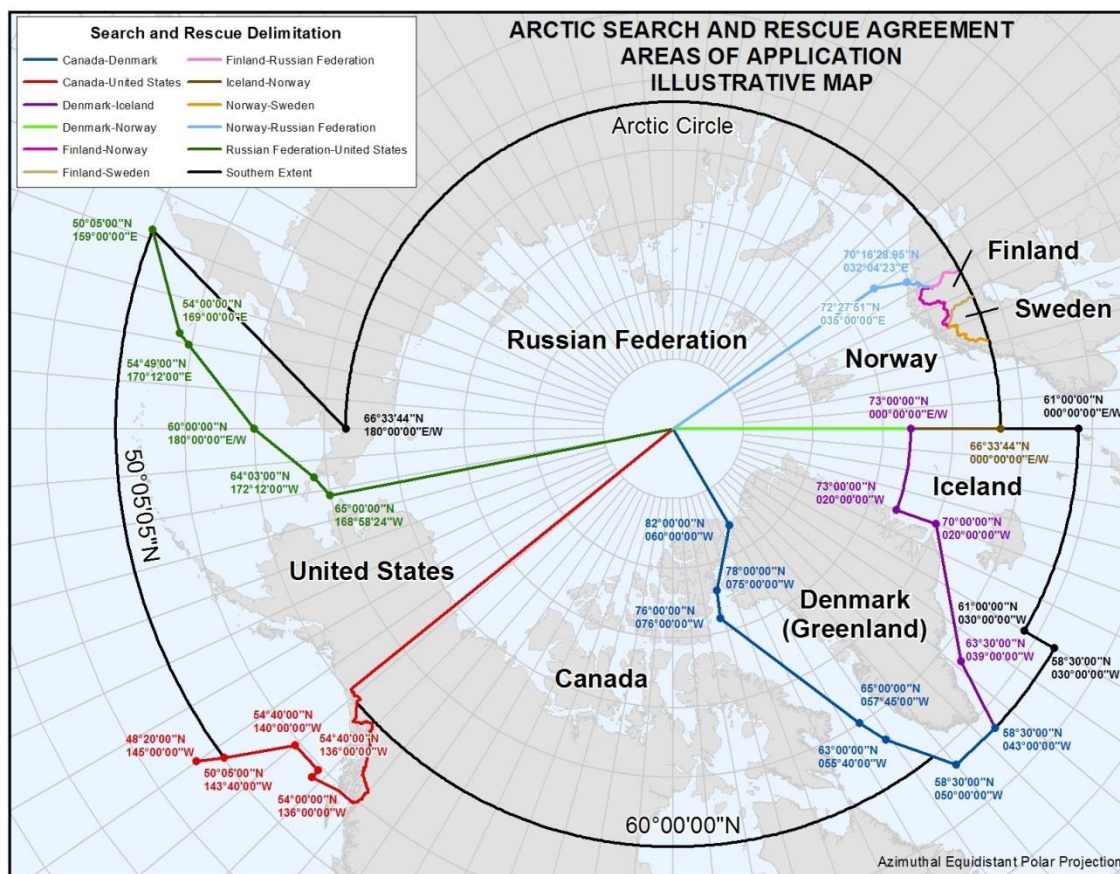 ARCTIC SEARCH AND RESCUE AGREEMENT
AREAS OF APPLICATION
ILLUSTRATIVE MAP
Search and Rescue Delimitation
Canada-Denmark
Canada-United States
Denmark-Iceland
Denmark-Norway
Finland-Norway
Finland-Sweden
Finland-Russian Federation
Iceland-Norway
Norway-Sweden
Norway-Russian Federation
Russian Federation-United States
Southern Extent
Arctic Circle
50°05'00"N
159°00'00"E
54°00'00"N
169°00'00"E
54°49'00"N
170°12'00"E
60°00'00"N
180°00'00"E/W
64°03'00"N
172°12'00"W
65°00'00"N
168°58'24"W
66°33'44"N
180°00'00"E/W
50°05'05"N
Russian Federation
70°16'28.95"N
032°04'23"E
72°27'51"N
035°00'00"E
Finland
Sweden
Norway
73°00'00"N
000°00'00"E/W
61°00'00"N
000°00'00"E/W
66°33'44"N
000°00'00"E/W
73°00'00"N
020°00'00"W
Iceland
70°00'00"N
020°00'00"W
82°00'00"N
060°00'00"W
78°00'00"N
075°00'00"W
76°00'00"N
076°00'00"W
Denmark
(Greenland)
61°00'00"N
030°00'00"W
63°30'00"N
039°00'00"W
58°30'00"N
030°00'00"W
United States
Canada
65°00'00"N
057°45'00"W
63°00'00"N
055°40'00"W
58°30'00"N
043°00'00"W
58°30'00"N
050°00'00"W
54°40'00"N
140°00'00"W
54°40'00"N
136°00'00"W
48°20'00"N
145°00'00"W
50°05'00"N
143°40'00"W
54°00'00"N
136°00'00"W
60°00'00"N
Azimuthal Equidistant Polar Projection